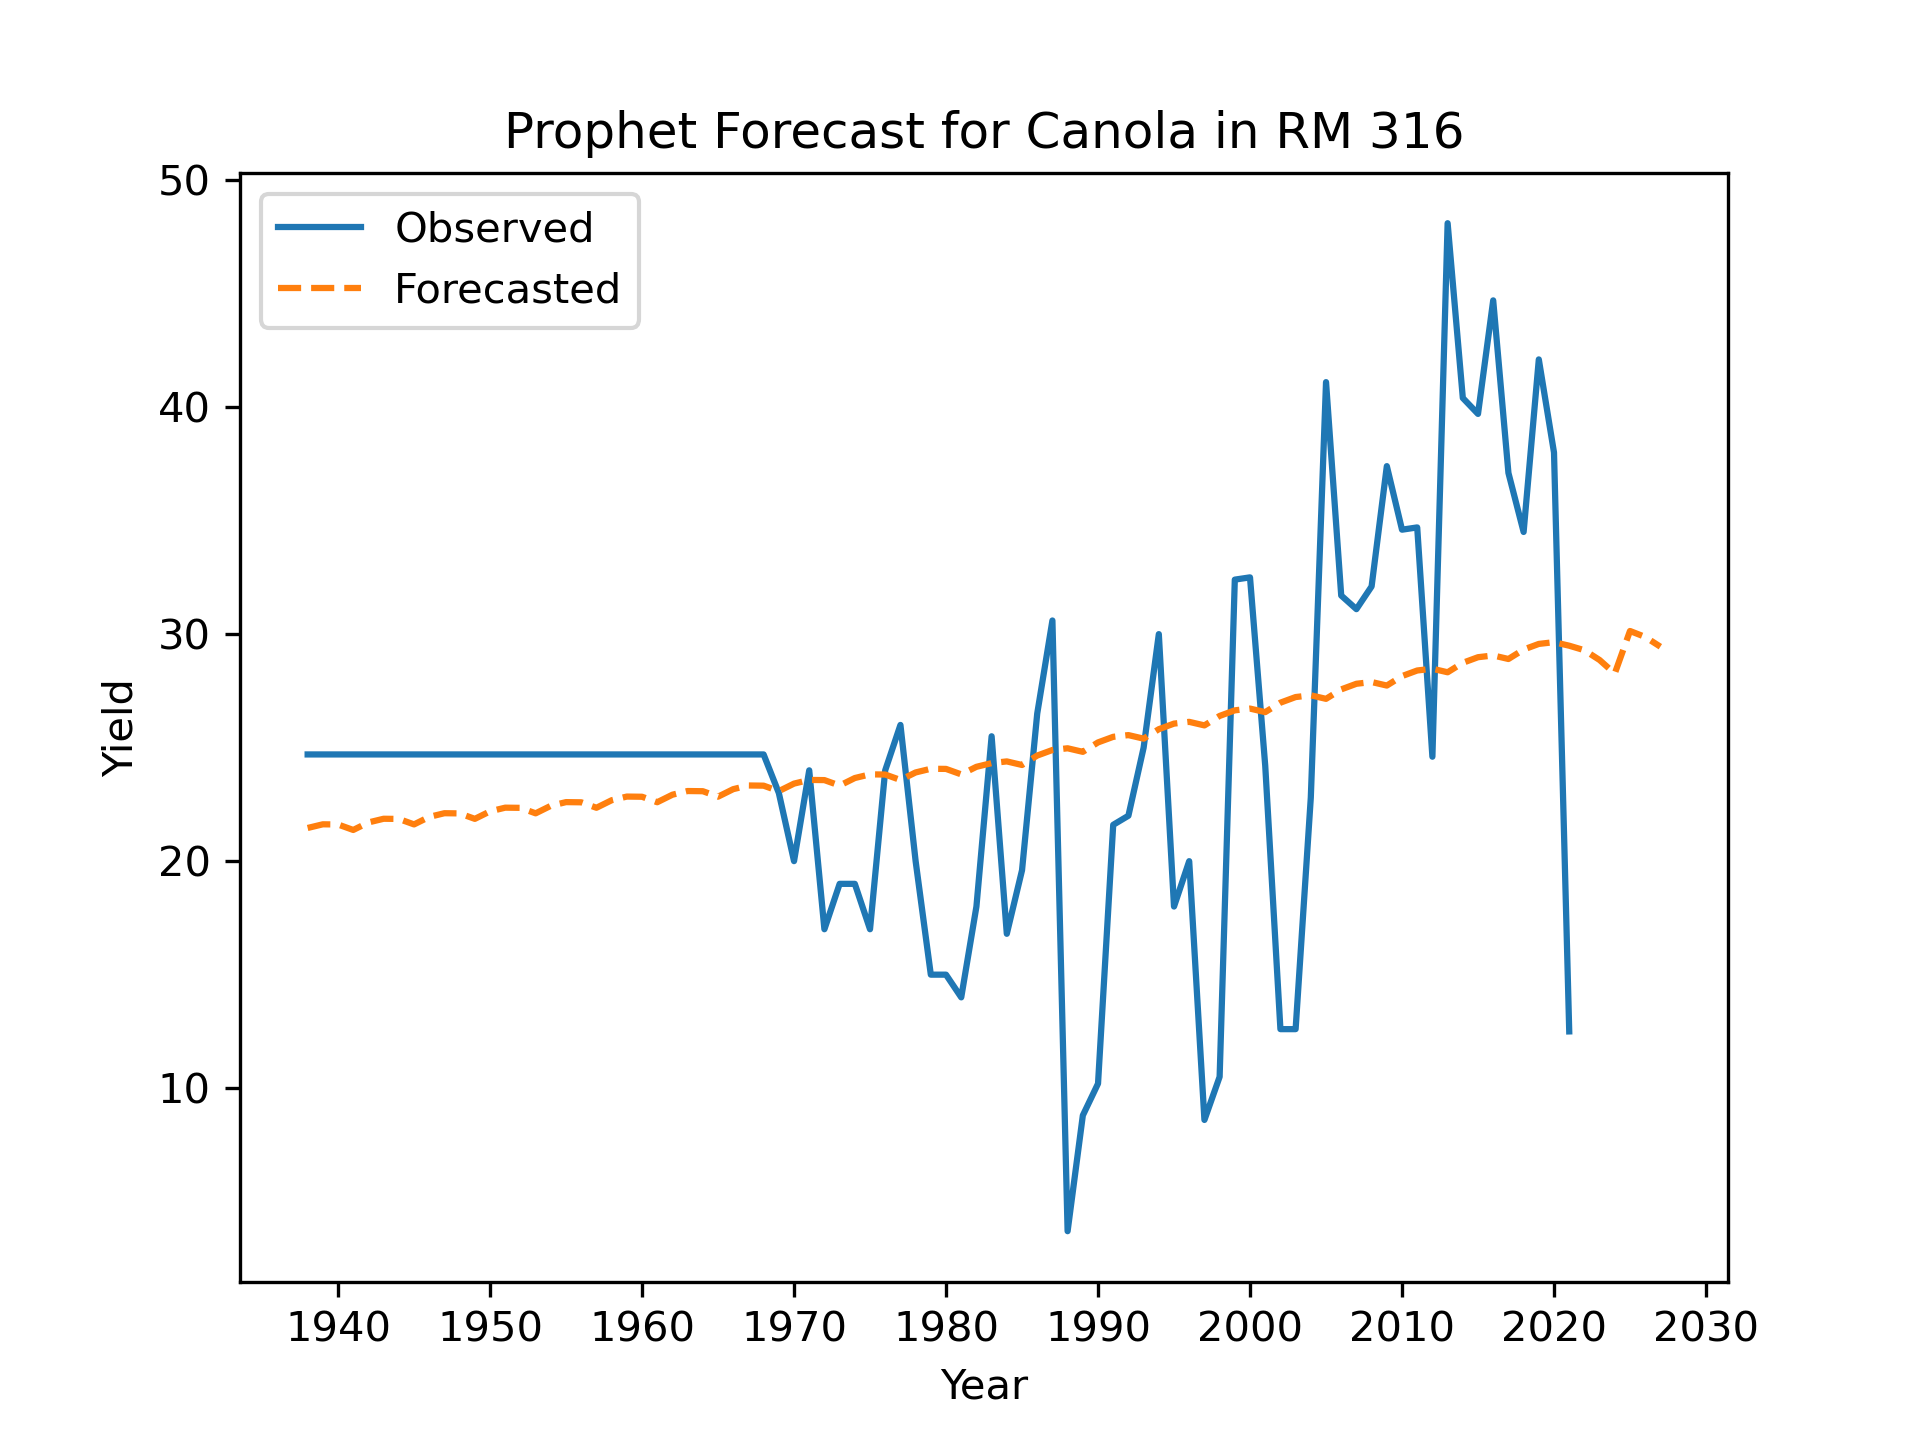 Prophet Forecast for Canola in RM 316
50
40
30
20
10
Yield
Observed
Forecasted
1940 1950 1960 1970 1980 1990 2000 2010 2020 2030
Year